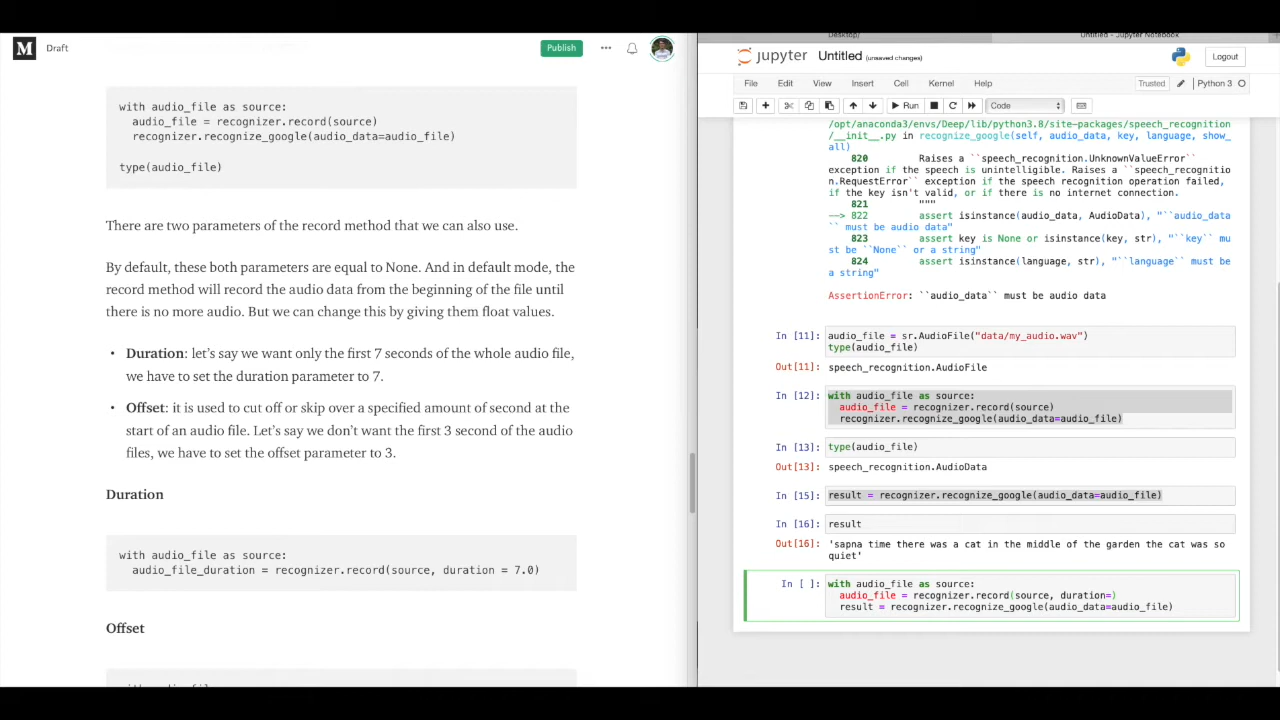 M Draft Publish
with audio_file as source:
audio_file = recognizer.record(source)
recognizer.recognize_google(audio_data=audio_file)
type(audio_file)
There are two parameters of the record method that we can also use.
By default, these both parameters are equal to None. And in default mode, the
record method will record the audio data from the beginning of the file until
there is no more audio. But we can change this by giving them float values.
• Duration: let's say we want only the first 7 seconds of the whole audio file,
we have to set the duration parameter to 7.
• Offset: it is used to cut off or skip over a specified amount of second at the
start of an audio file. Let's say we don't want the first 3 second of the audio
files, we have to set the offset parameter to 3.
Duration
with audio_file as source:
audio_file_duration = recognizer.record(source, duration = 7.0)
Offset
Desktop/ Untitled - Jupyter Notebook
jupyter Untitled (unsaved changes) Logout
File Edit View Insert Cell Kernel Help Trusted Python 3
Run Code
/opt/anaconda3/envs/Deep/lib/python3.8/site-packages/speech_recognition
/__init__.py in recognize_google(self, audio_data, key, language, show_
all)
820 Raises a ``speech_recognition.UnknownValueError``
exception if the speech is unintelligible. Raises a ``speech_recognitio
n.RequestError`` exception if the speech recognition operation failed,
if the key isn't valid, or if there is no internet connection.
821 """
--> 822 assert isinstance(audio_data, AudioData), "``audio_data
`` must be audio data"
823 assert key is None or isinstance(key, str), "``key`` mu
st be ``None`` or a string"
824 assert isinstance(language, str), "``language`` must be
a string"
AssertionError: ``audio_data`` must be audio data
In [11]: audio_file = sr.AudioFile("data/my_audio.wav")
type(audio_file)
Out[11]: speech_recognition.AudioFile
In [12]: with audio_file as source:
audio_file = recognizer.record(source)
recognizer.recognize_google(audio_data=audio_file)
In [13]: type(audio_file)
Out[13]: speech_recognition.AudioData
In [15]: result = recognizer.recognize_google(audio_data=audio_file)
In [16]: result
Out[16]: 'sapna time there was a cat in the middle of the garden the cat was so
quiet'
In [ ]: with audio_file as source:
audio_file = recognizer.record(source, duration=)
result = recognizer.recognize_google(audio_data=audio_file)